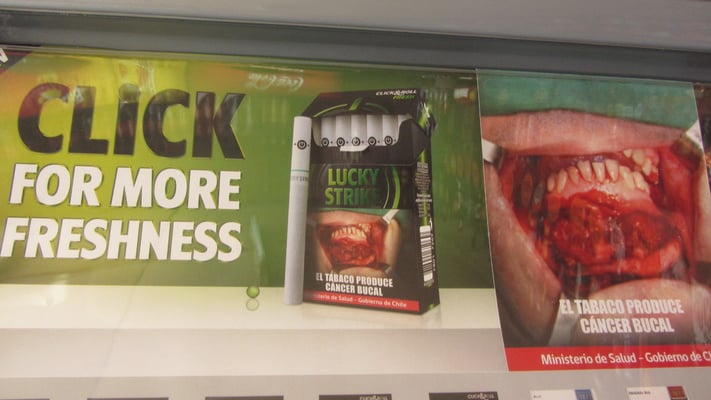 CLiCK
FOR MORE
FRESHNESS
CLICK&ROLL
FRESH
LUCKY
STRIKE
EL TABACO PRODUCE
CÁNCER BUCAL
Ministerio de Salud - Gobierno de Chile
EL TABACO PRODUCE
CÁNCER BUCAL
Ministerio de Salud - Gobierno de C